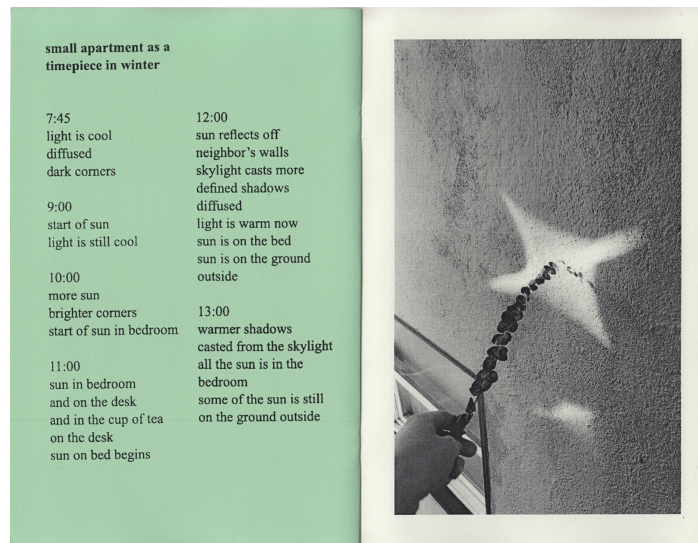 small apartment as a
timepiece in winter
7:45
light is cool
diffused
dark corners
9:00
start of sun
light is still cool
10:00
more sun
brighter corners
start of sun in bedroom
11:00
sun in bedroom
and on the desk
and in the cup of tea
on the desk
sun on bed begins
12:00
sun reflects off
neighbor's walls
skylight casts more
defined shadows
diffused
light is warm now
sun is on the bed
sun is on the ground
outside
13:00
warmer shadows
casted from the skylight
all the sun is in the
bedroom
some of the sun is still
on the ground outside